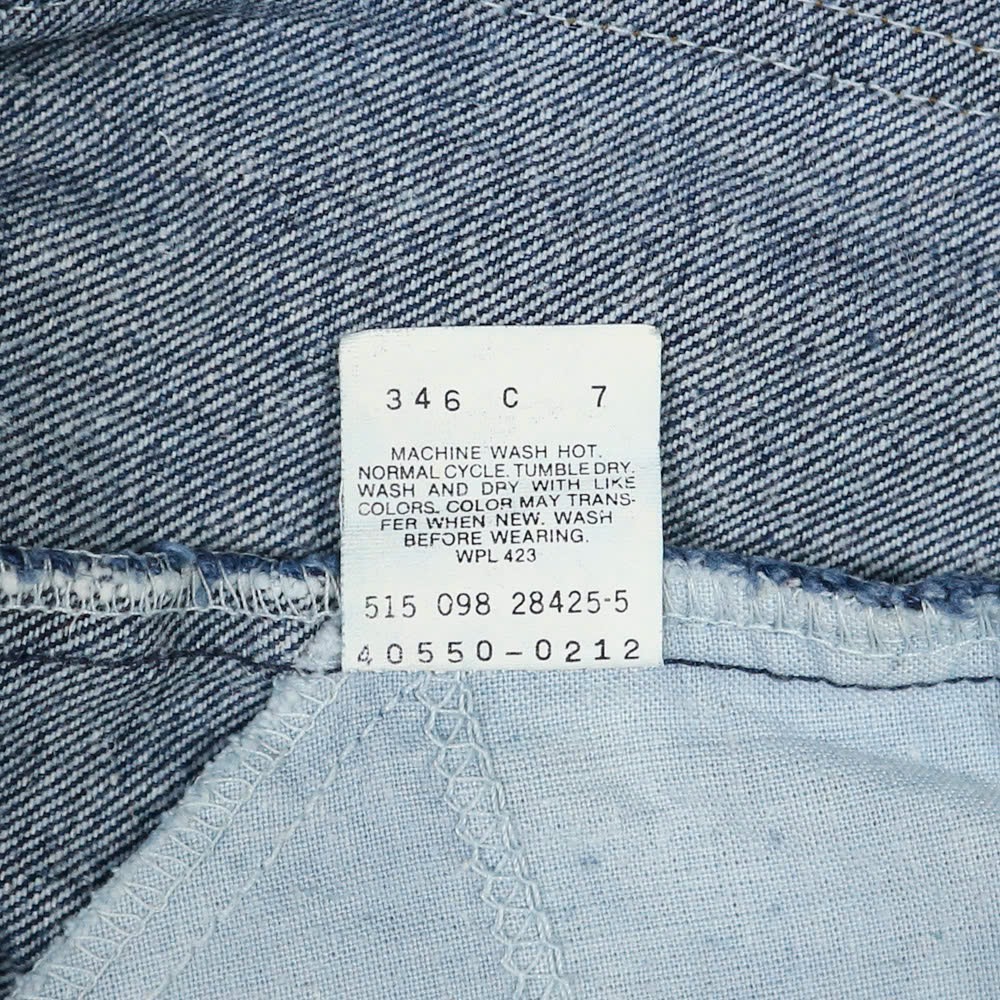 346 C 7
MACHINE WASH HOT.
NORMAL CYCLE. TUMBLE DRY.
WASH AND DRY WITH LIKE
COLORS. COLOR MAY TRANS-
FER WHEN NEW. WASH
BEFORE WEARING.
WPL 423
515 098 28425-5
40550-0212